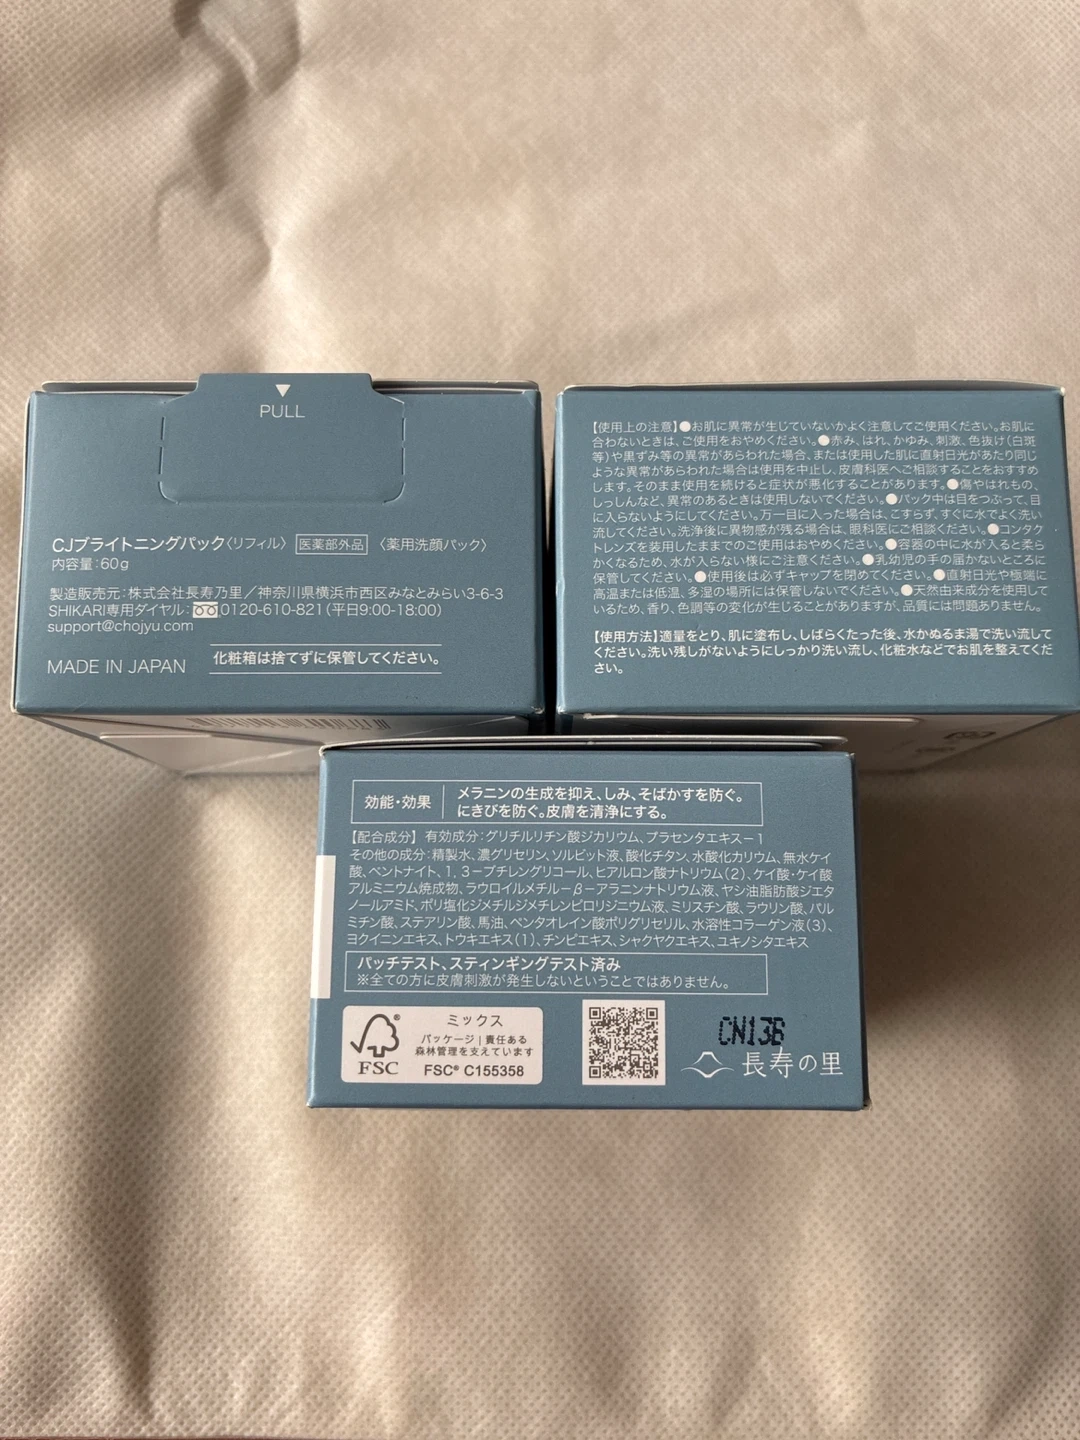 PULL
CJブライトニングパック〈リフィル〉 医薬部外品 〈薬用洗顔パック〉
内容量:60g
製造販売元:株式会社長寿乃里/神奈川県横浜市西区みなとみらい3-6-3
SHIKARI専用ダイヤル:0120-610-821(平日9:00-18:00)
support@chojyu.com
MADE IN JAPAN 化粧箱は捨てずに保管してください。
【使用上の注意】●お肌に異常が生じていないかよく注意してご使用ください。お肌に
合わないときは、ご使用をおやめください。●赤み、はれ、かゆみ、刺激、色抜け(白斑
等)や黒ずみ等の異常があらわれた場合、または使用した肌に直射日光があたり同じ
ような異常があらわれた場合は使用を中止し、皮膚科医へご相談することをおすすめ
します。そのまま使用を続けると症状が悪化することがあります。●傷やはれもの、
しっしんなど、異常のあるときは使用しないでください。●パック中は目をつぶって、目
に入らないようにしてください。万一目に入った場合は、こすらず、すぐに水でよく洗い
流してください。洗浄後に異物感が残る場合は、眼科医にご相談ください。●コンタク
トレンズを装用したままでのご使用はおやめください。●容器の中に水が入ると柔ら
かくなるため、水が入らない様にご注意ください。●乳幼児の手の届かないところに
保管してください。●使用後は必ずキャップを閉めてください。●直射日光や極端に
高温または低温、多湿の場所には保管しないでください。●天然由来成分を使用して
いるため、香り、色調等の変化が生じることがありますが、品質には問題ありません。
【使用方法】適量をとり、肌に塗布し、しばらくたった後、水かぬるま湯で洗い流して
ください。洗い残しがないようにしっかり洗い流し、化粧水などでお肌を整えてくだ
さい。
効能・効果 メラニンの生成を抑え、しみ、そばかすを防ぐ。
にきびを防ぐ。皮膚を清浄にする。
【配合成分】有効成分:グリチルリチン酸ジカリウム、プラセンタエキス-1
その他の成分:精製水、濃グリセリン、ソルビット液、酸化チタン、水酸化カリウム、無水ケイ
酸、ベントナイト、1,3-ブチレングリコール、ヒアルロン酸ナトリウム(2)、ケイ酸・ケイ酸
アルミニウム焼成物、ラウロイルメチル-β-アラニンナトリウム液、ヤシ油脂肪酸ジエタ
ノールアミド、ポリ塩化ジメチルジメチレンピロリジニウム液、ミリスチン酸、ラウリン酸、パル
ミチン酸、ステアリン酸、馬油、ペンタオレイン酸ポリグリセリル、水溶性コラーゲン液(3)、
ヨクイニンエキス、トウキエキス(1)、チンピエキス、シャクヤクエキス、ユキノシタエキス
パッチテスト、スティンギングテスト済み
※全ての方に皮膚刺激が発生しないということではありません。
FSC
ミックス
パッケージ|責任ある
森林管理を支えています
FSC® C155358
CN13B
長寿の里